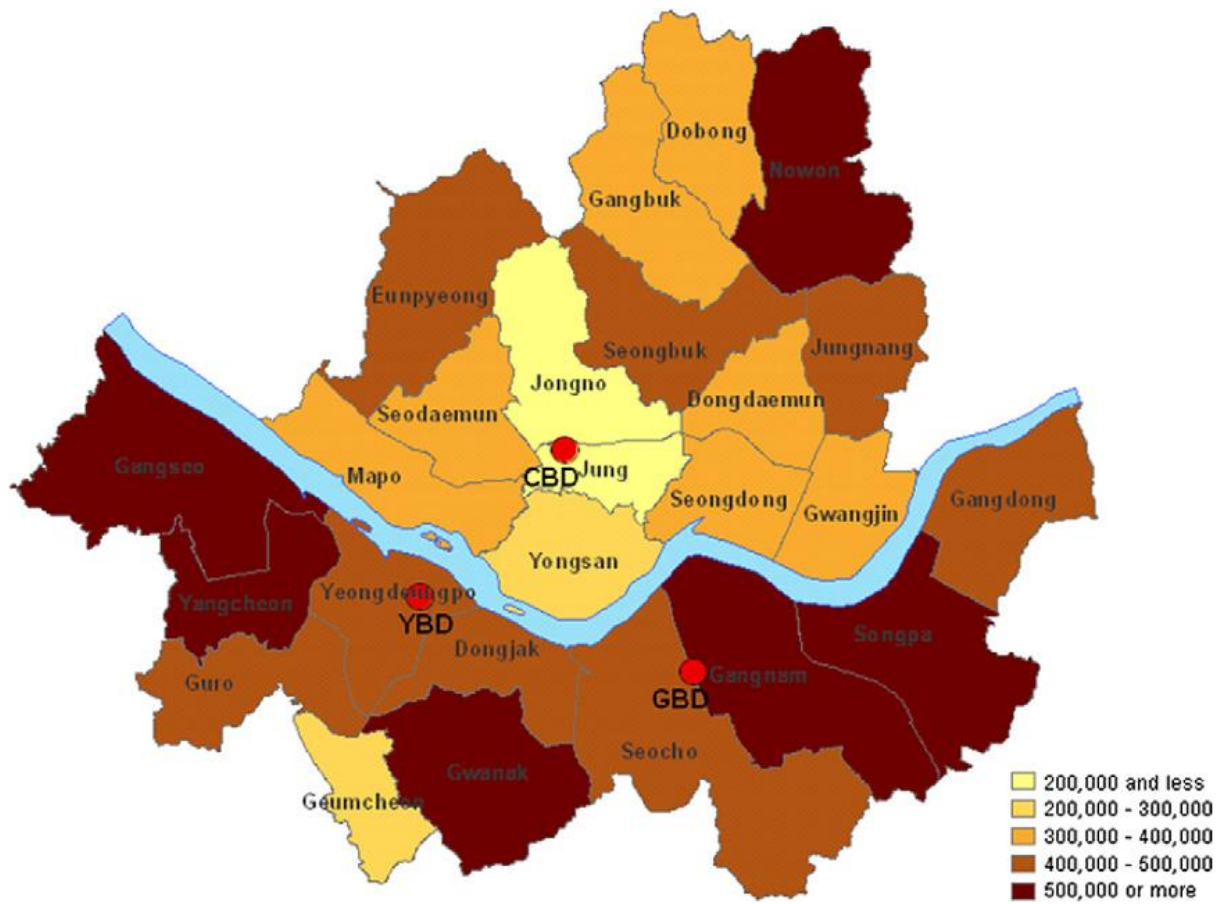 Dobong
Nowon
Gangbuk
Eunpyeong
Seongbuk
Jungnang
Jongno
Dongdaemun
Seodaemun
Gangseo
Mapo
Jung
CBD
Seongdong
Gwangjin
Gangdong
Yongsan
Yangcheon
Yeongdeungpo
YBD
Songpa
Dongjak
Guro
Gangnam
GBD
Seocho
Gwanak
Geumcheon
200,000 and less
200,000 - 300,000
300,000 - 400,000
400,000 - 500,000
500,000 or more